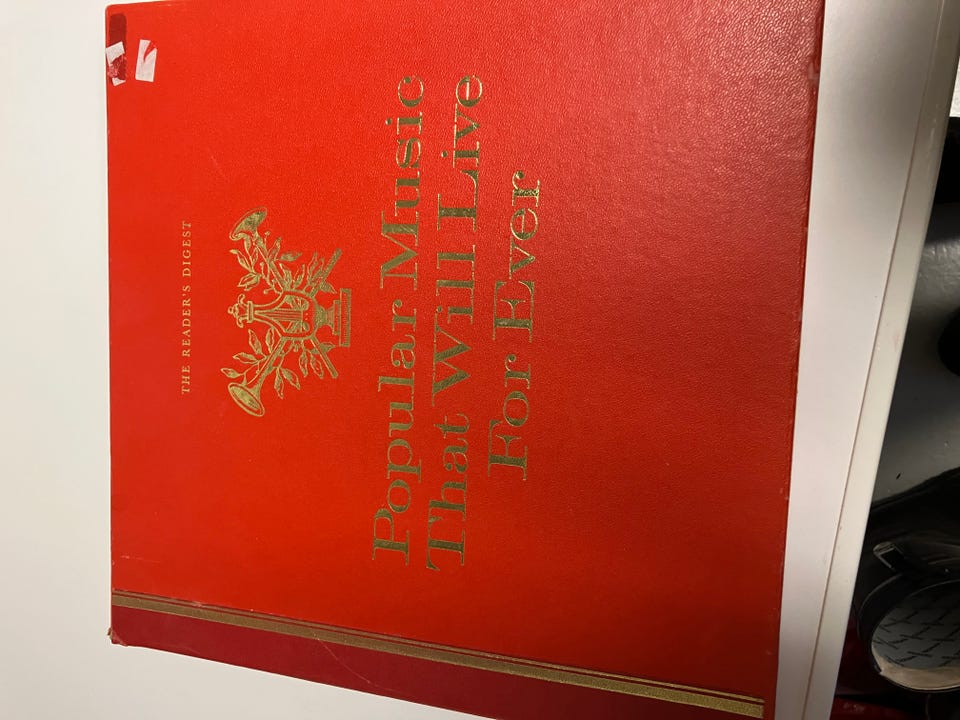 THE READER'S DIGEST
Popular Music
That Will Live
For Ever